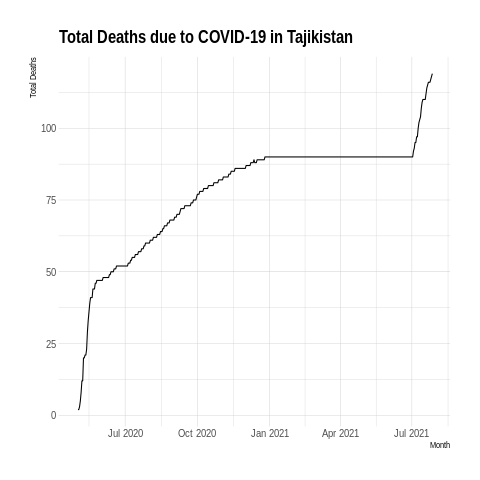 Total Deaths due to COVID-19 in Tajikistan
Total Deaths
100
75
50
25
0
Jul 2020 Oct 2020 Jan 2021 Apr 2021 Jul 2021
Month